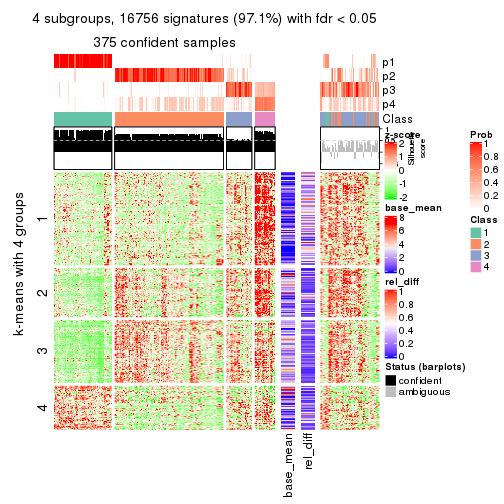 4 subgroups, 16756 signatures (97.1%) with fdr < 0.05
375 confident samples
p1
p2
p3
p4
Class
1
Silhouette
score
k-means with 4 groups
1
2
3
4
base_mean
rel_diff
z-score
2
1
0
-1
-2
base_mean
8
6
4
2
0
rel_diff
1
0.8
0.6
0.4
0.2
0
Status (barplots)
confident
ambiguous
Prob
1
0.8
0.6
0.4
0.2
0
Class
1
2
3
4